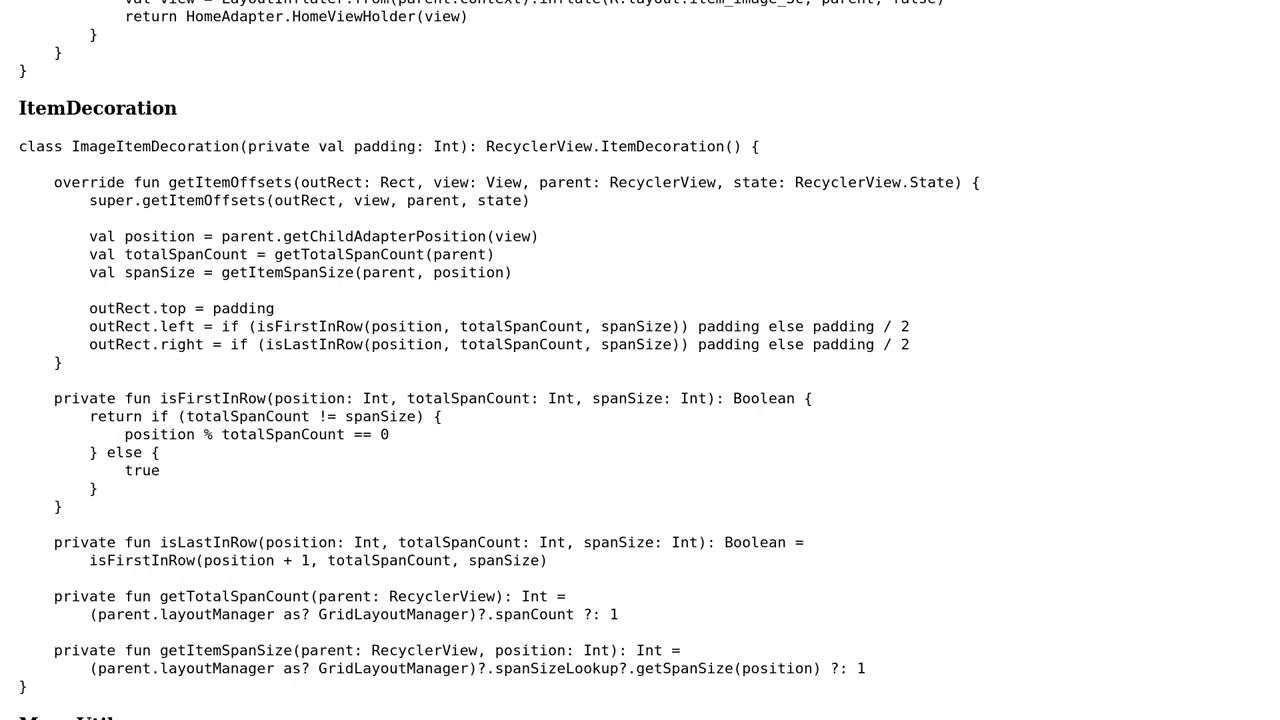 return HomeAdapter.HomeViewHolder(view)
}
}
}
ItemDecoration
class ImageItemDecoration(private val padding: Int): RecyclerView.ItemDecoration() {
override fun getItemOffsets(outRect: Rect, view: View, parent: RecyclerView, state: RecyclerView.State) {
super.getItemOffsets(outRect, view, parent, state)
val position = parent.getChildAdapterPosition(view)
val totalSpanCount = getTotalSpanCount(parent)
val spanSize = getItemSpanSize(parent, position)
outRect.top = padding
outRect.left = if (isFirstInRow(position, totalSpanCount, spanSize)) padding else padding / 2
outRect.right = if (isLastInRow(position, totalSpanCount, spanSize)) padding else padding / 2
}
private fun isFirstInRow(position: Int, totalSpanCount: Int, spanSize: Int): Boolean {
return if (totalSpanCount != spanSize) {
position % totalSpanCount == 0
} else {
true
}
}
private fun isLastInRow(position: Int, totalSpanCount: Int, spanSize: Int): Boolean =
isFirstInRow(position + 1, totalSpanCount, spanSize)
private fun getTotalSpanCount(parent: RecyclerView): Int =
(parent.layoutManager as? GridLayoutManager)?.spanCount ?: 1
private fun getItemSpanSize(parent: RecyclerView, position: Int): Int =
(parent.layoutManager as? GridLayoutManager)?.spanSizeLookup?.getSpanSize(position) ?: 1
}